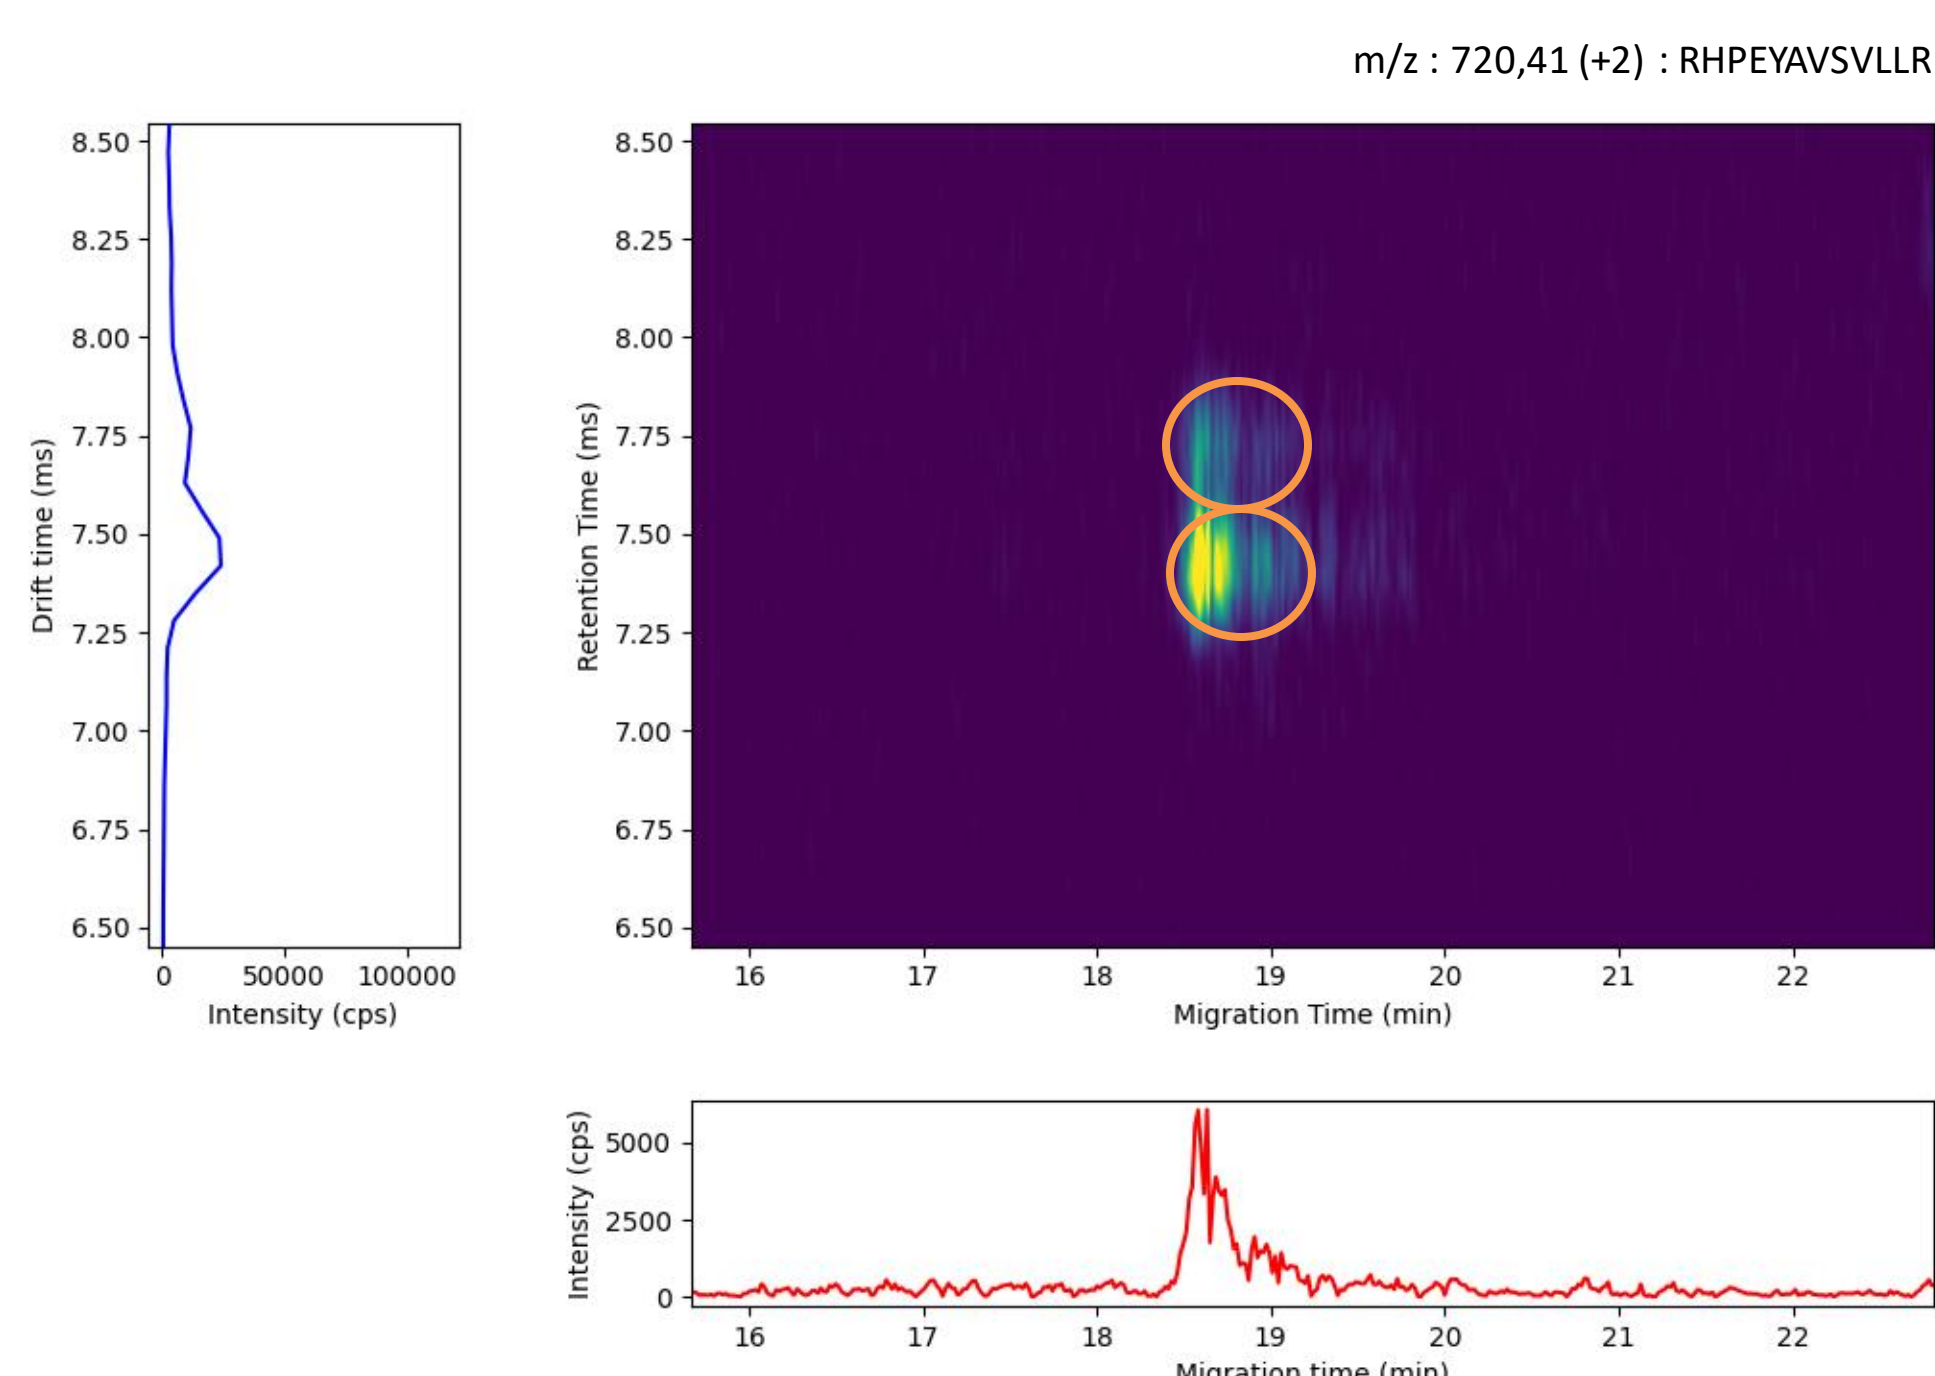 m/z : 720,41 (+2) : RHPEYAVSVLLR
8.50
8.25
8.00
7.75
7.50
7.25
7.00
6.75
6.50
Drift time (ms)
0 50000 100000
Intensity (cps)
8.50
8.25
8.00
7.75
7.50
7.25
7.00
6.75
6.50
Retention Time (ms)
16 17 18 19 20 21 22
Migration Time (min)
5000
2500
0
Intensity (cps)
16 17 18 19 20 21 22
Migration time (min)